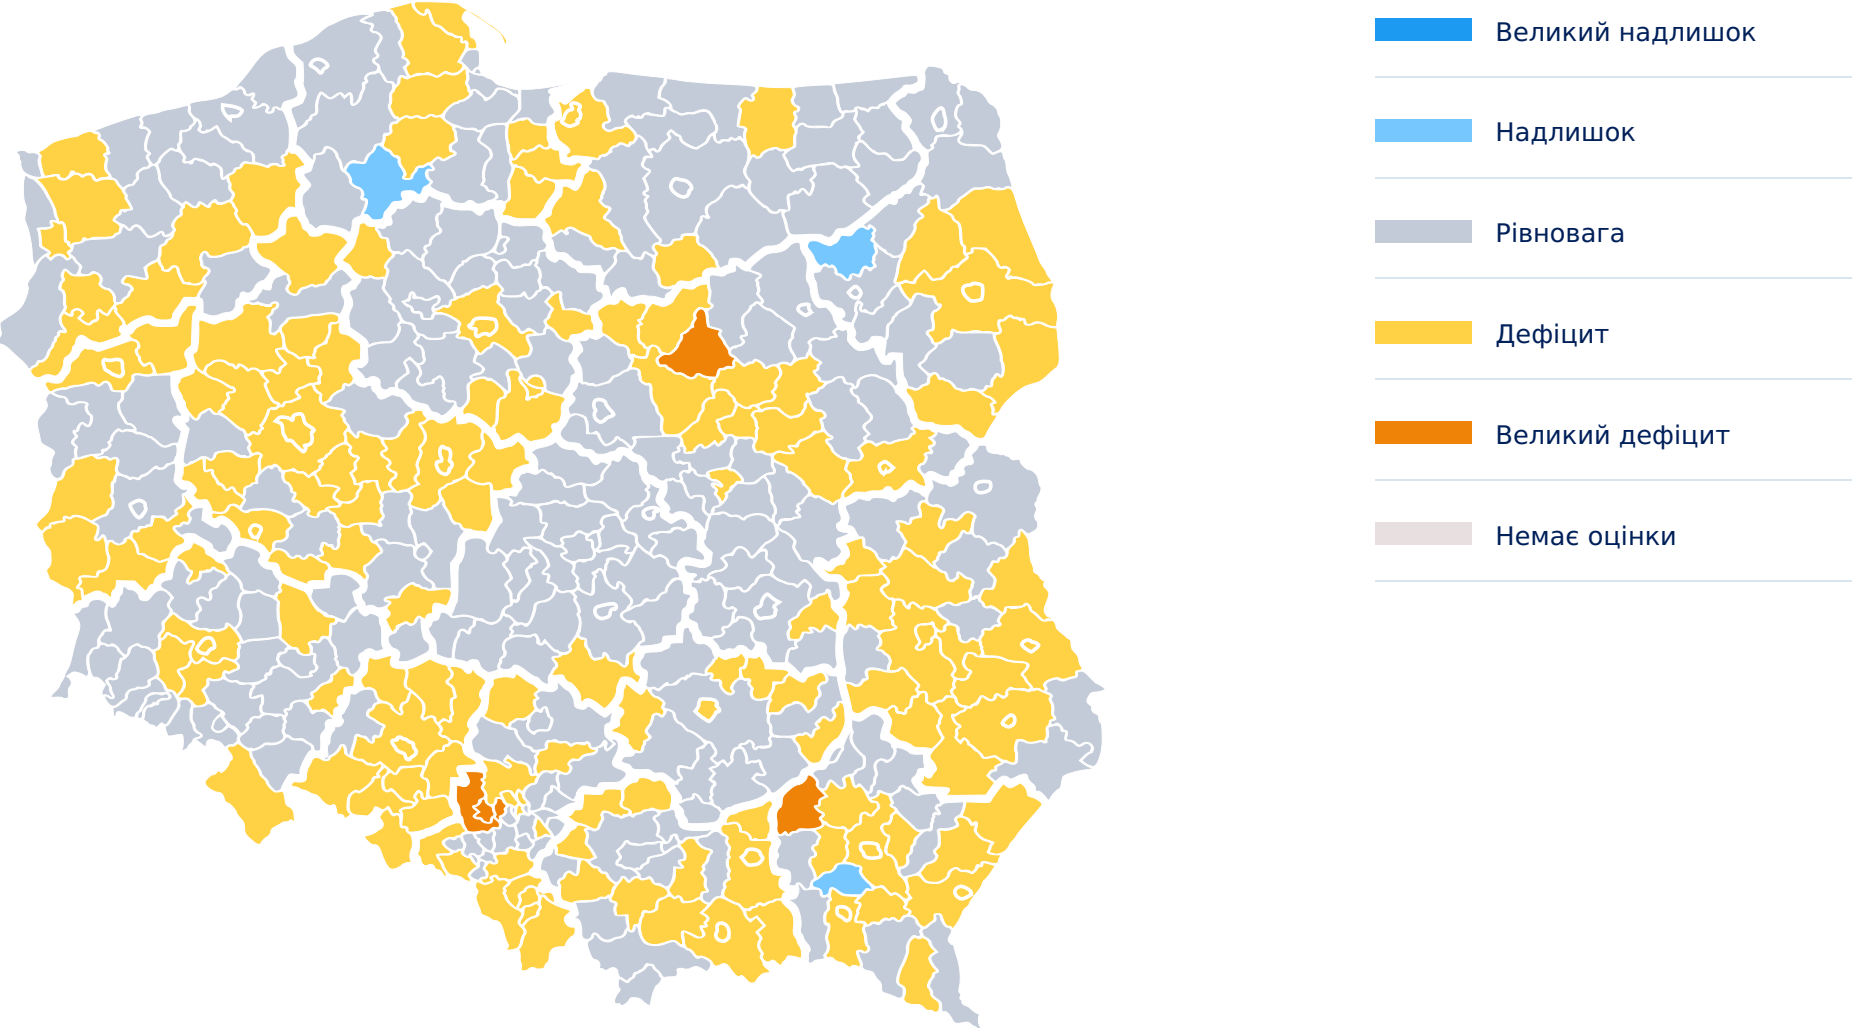 Великий надлишок
Надлишок
Рівновага
Дефіцит
Великий дефіцит
Немає оцінки